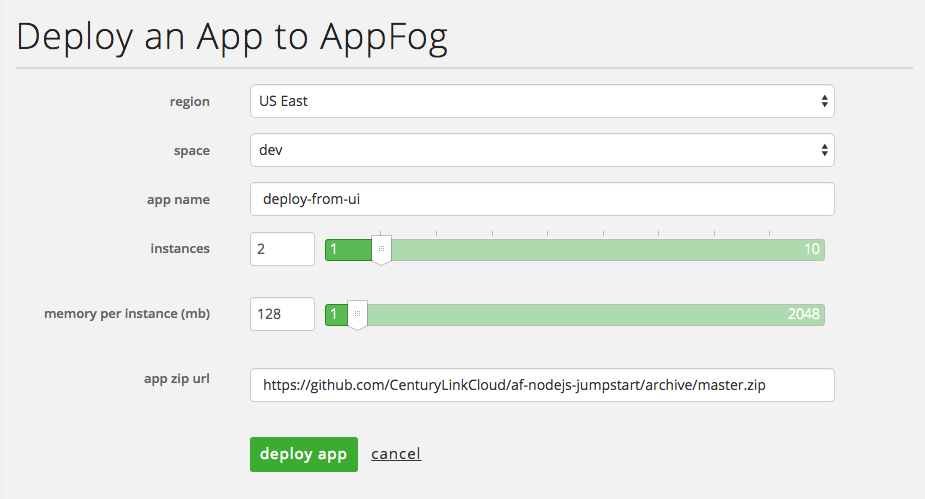 Deploy an App to AppFog
region US East
space dev
app name deploy-from-ui
instances 2 1 10
memory per instance (mb) 128 1 2048
app zip url https://github.com/CenturyLinkCloud/af-nodejs-jumpstart/archive/master.zip
deploy app cancel